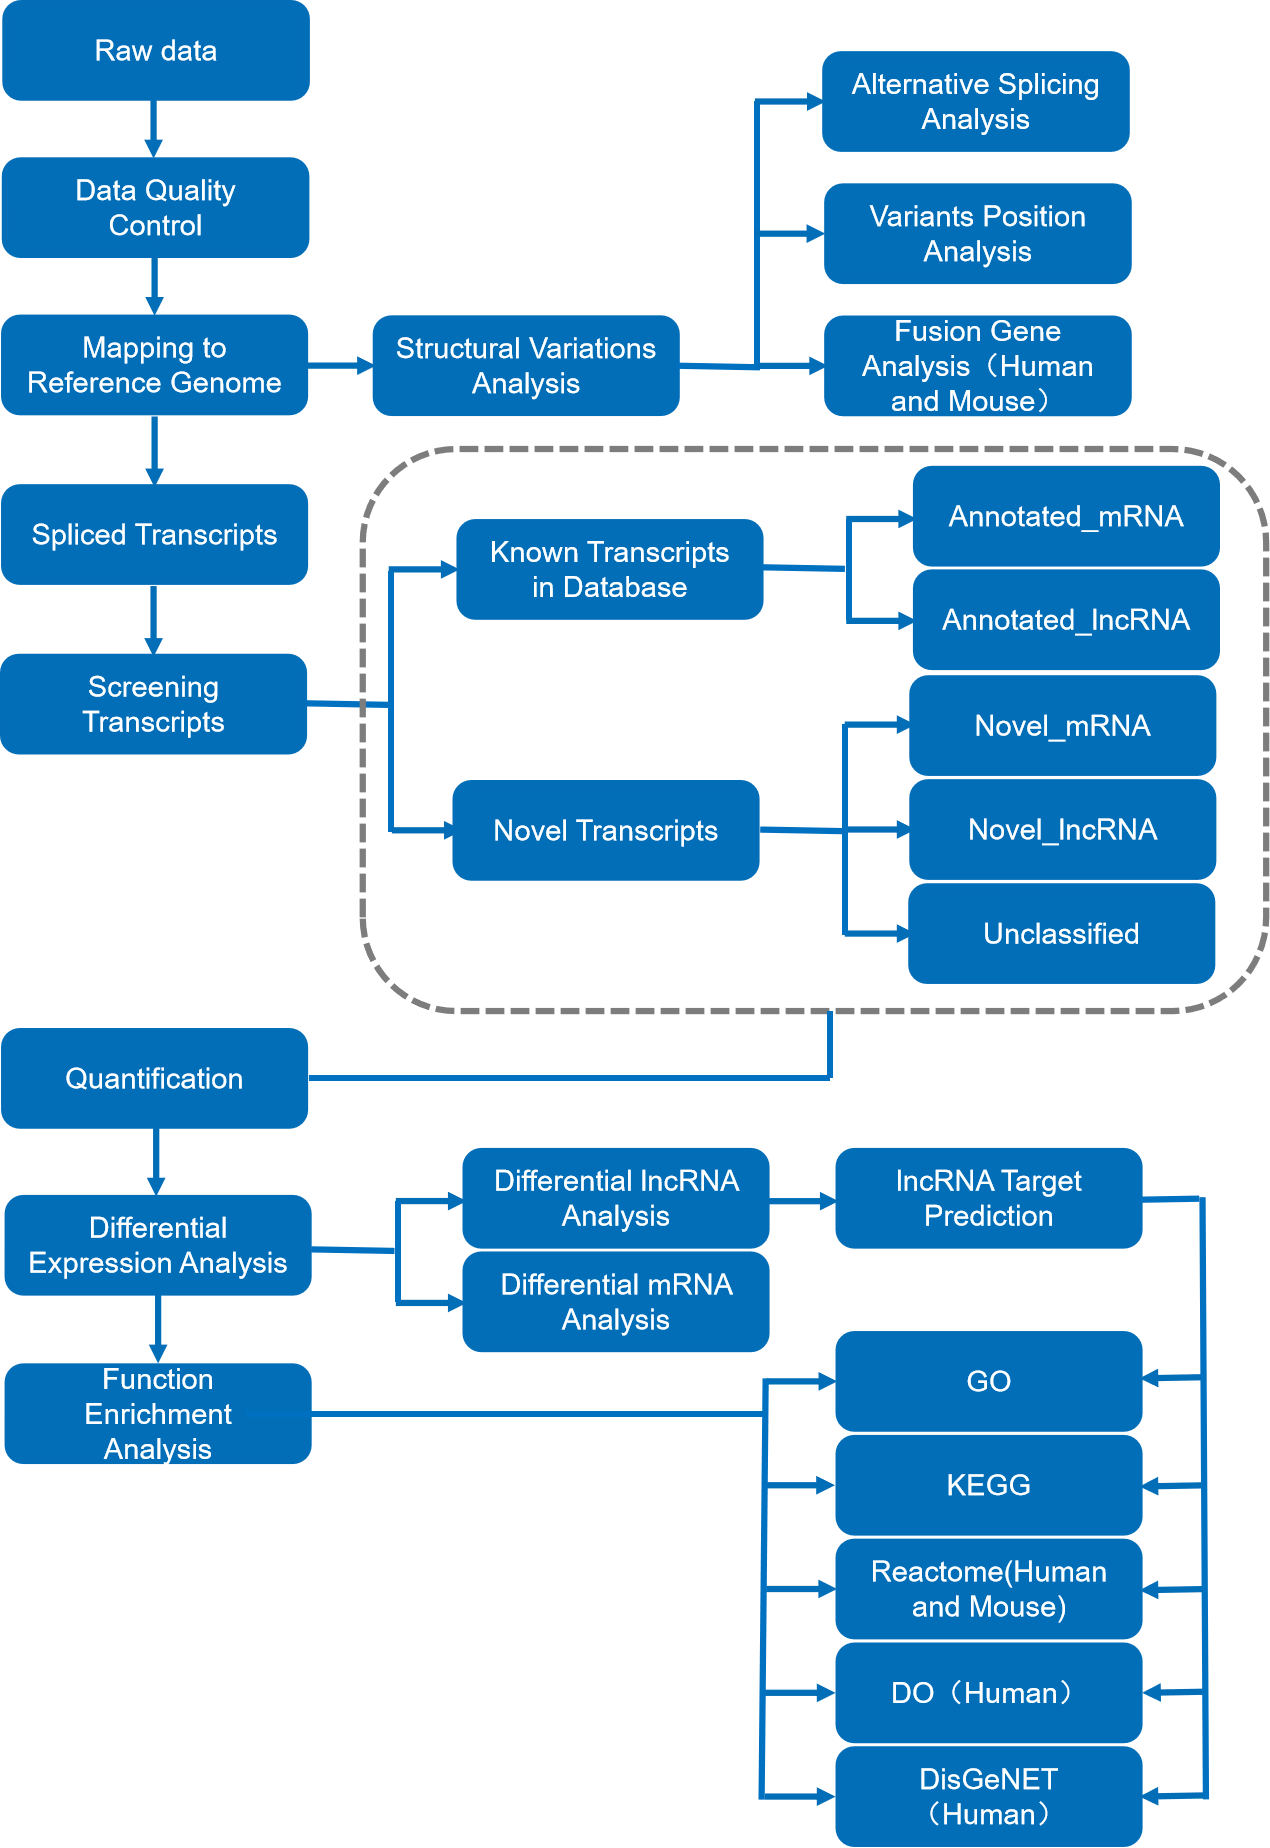 Raw data
Data Quality
Control
Mapping to
Reference Genome
Structural Variations
Analysis
Alternative Splicing
Analysis
Variants Position
Analysis
Fusion Gene
Analysis（Human
and Mouse）
Spliced Transcripts
Screening
Transcripts
Known Transcripts
in Database
Annotated_mRNA
Annotated_lncRNA
Novel Transcripts
Novel_mRNA
Novel_lncRNA
Unclassified
Quantification
Differential
Expression Analysis
Differential lncRNA
Analysis
Differential mRNA
Analysis
lncRNA Target
Prediction
Function
Enrichment
Analysis
GO
KEGG
Reactome(Human
and Mouse)
DO（Human）
DisGeNET
（Human）